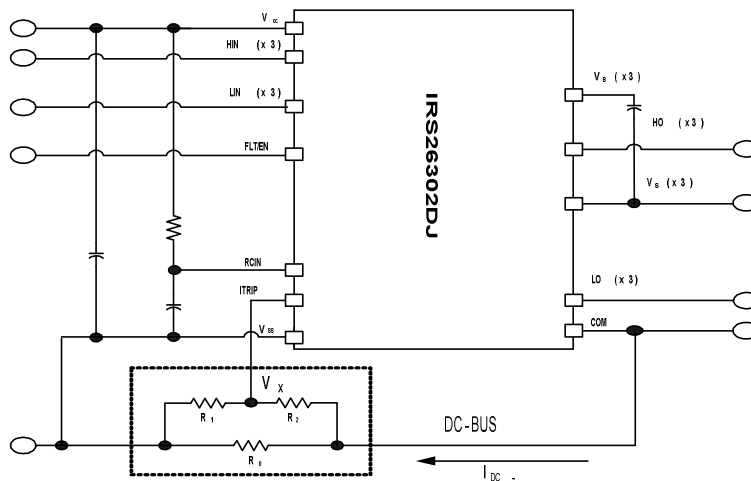 V cc
HIN (x 3)
LIN (x 3)
FLT/EN
RCIN
ITRIP
V SS
IRS26302DJ
V B (x 3)
HO (x 3)
V S (x 3)
LO (x 3)
COM
V X
R 1
R 2
R 0
DC-BUS
I DC -